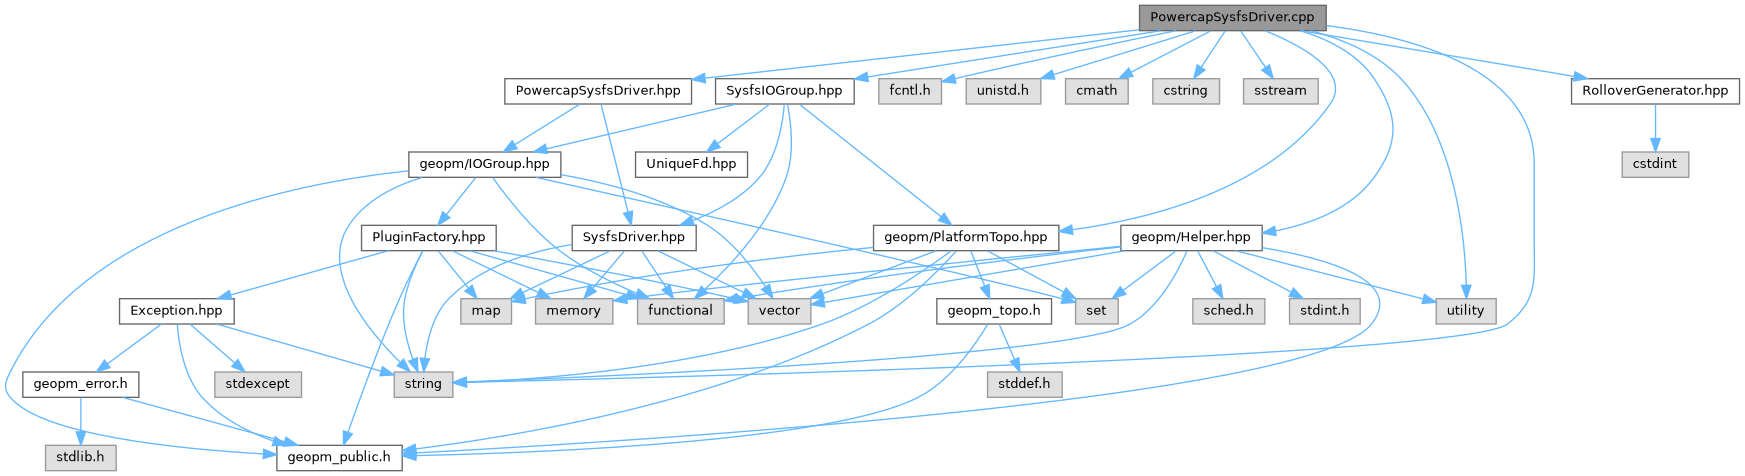 PowercapSysfsDriver.cpp
PowercapSysfsDriver.hpp
SysfsIOGroup.hpp
fcntl.h
unistd.h
cmath
cstring
sstream
RolloverGenerator.hpp
geopm/IOGroup.hpp
UniqueFd.hpp
cstdint
PluginFactory.hpp
SysfsDriver.hpp
geopm/PlatformTopo.hpp
geopm/Helper.hpp
Exception.hpp
map
memory
functional
vector
geopm_topo.h
set
sched.h
stdint.h
utility
geopm_error.h
stdexcept
string
stddef.h
stdlib.h
geopm_public.h